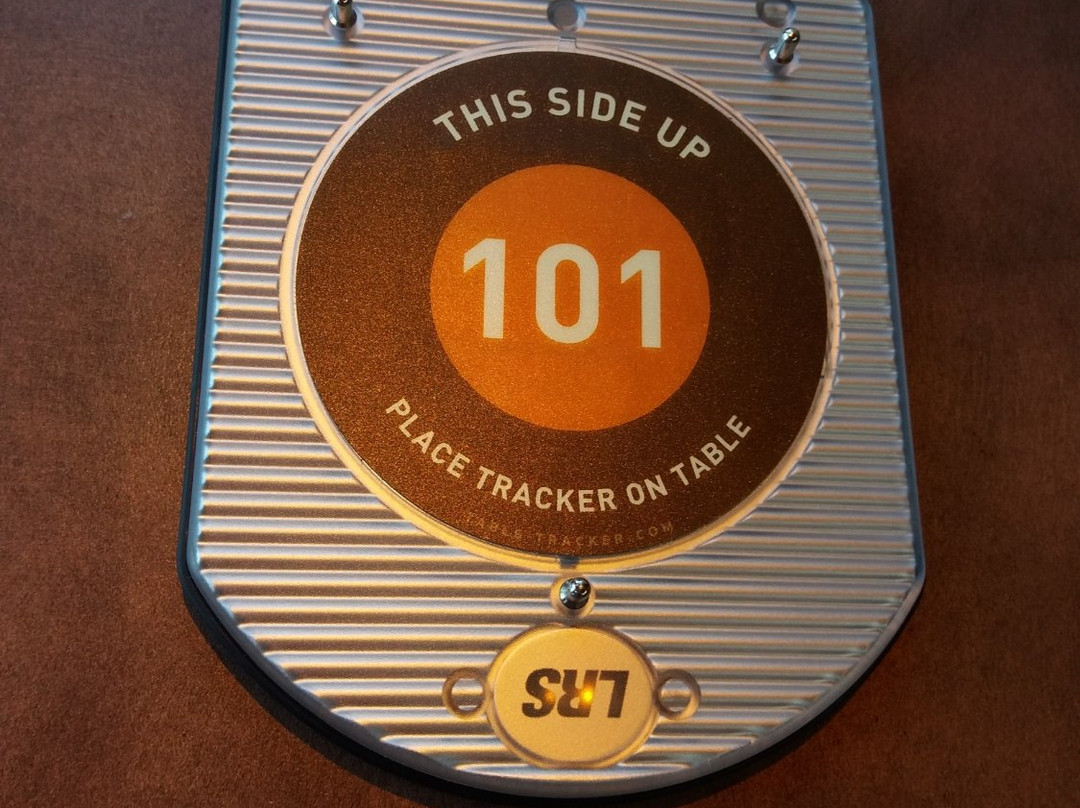 THIS SIDE UP
101
PLACE TRACKER ON TABLE
TABLE-TRACKER.COM
LRS